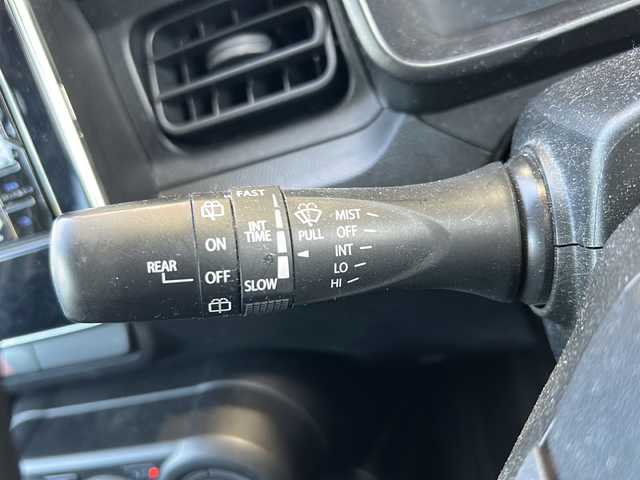 REAR
ON
OFF
FAST
INT
TIME
SLOW
PULL
MIST
OFF
INT
LO
HI